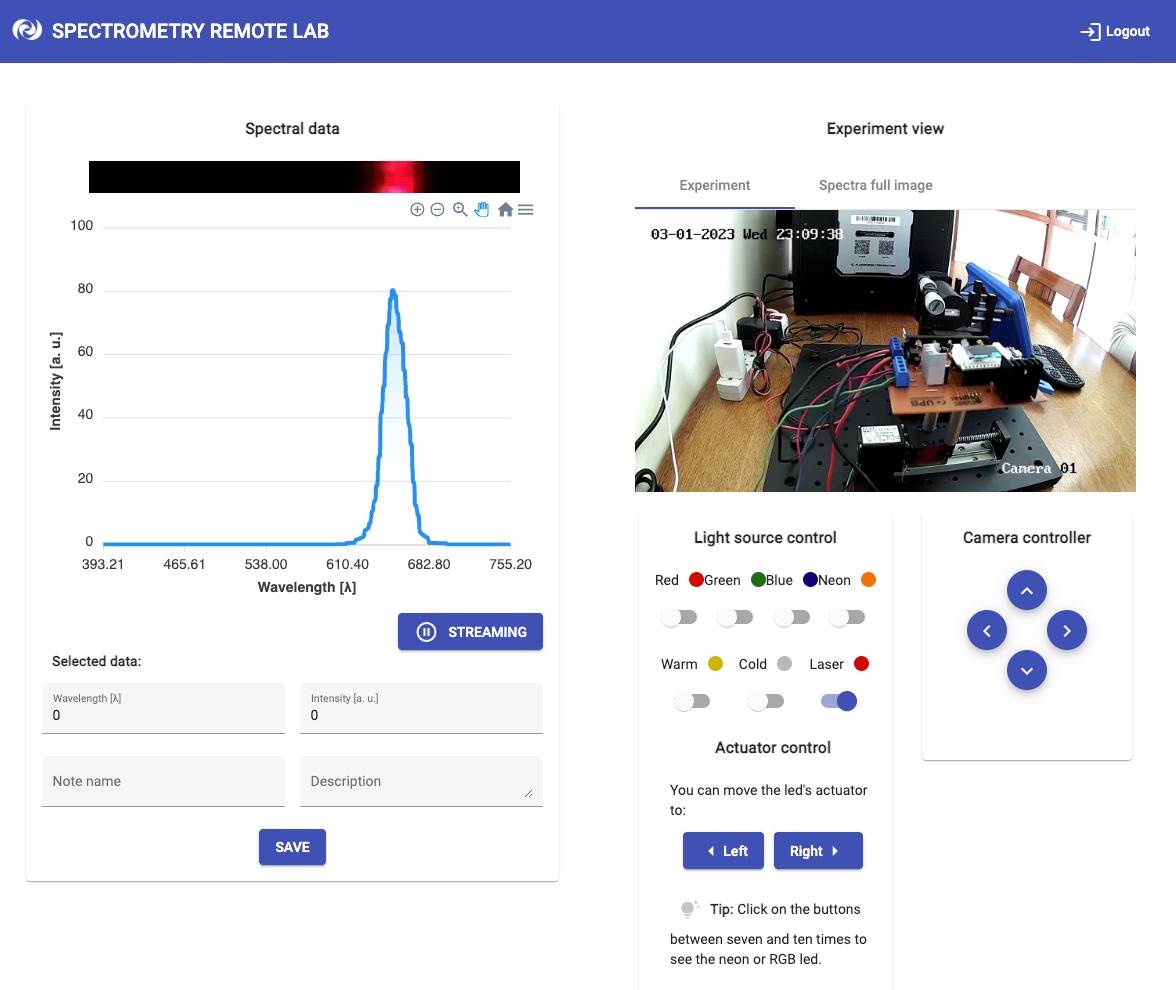 SPECTROMETRY REMOTE LAB
Logout
Spectral data
100
80
60
40
20
0
Intensity [a. u.]
393.21 465.61 538.00 610.40 682.80 755.20
Wavelength [λ]
STREAMING
Selected data:
Wavelength [λ]
0
Intensity [a. u.]
0
Note name
Description
SAVE
Experiment view
Experiment
Spectra full image
03-01-2023 Wed 23:09:38
UPB
Camera 01
Light source control
Red Green Blue Neon
Warm Cold Laser
Actuator control
You can move the led's actuator
to:
Left
Right
Tip: Click on the buttons
between seven and ten times to
see the neon or RGB led.
Camera controller